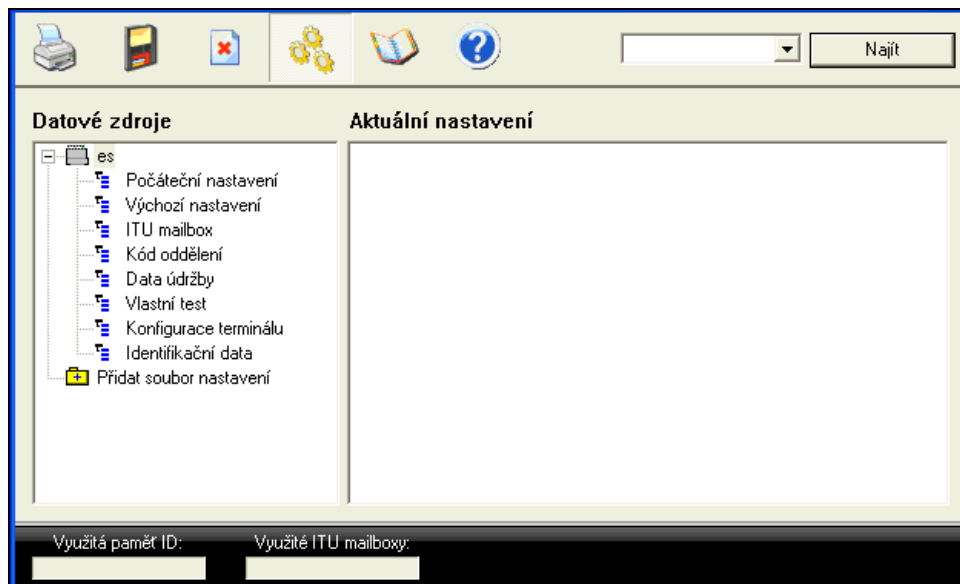 Najít
Datové zdroje
Aktuální nastavení
es
Počáteční nastavení
Výchozí nastavení
ITU mailbox
Kód oddělení
Data údržby
Vlastní test
Konfigurace terminálu
Identifikační data
Přidat soubor nastavení
Využitá paměť ID:
Využité ITU mailboxy: